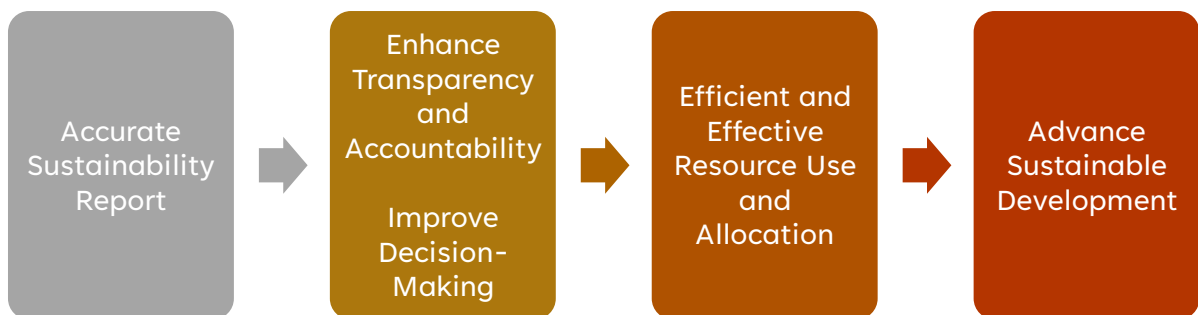 Accurate
Sustainability
Report
Enhance
Transparency
and
Accountability
Improve
Decision-
Making
Efficient and
Effective
Resource Use
and
Allocation
Advance
Sustainable
Development